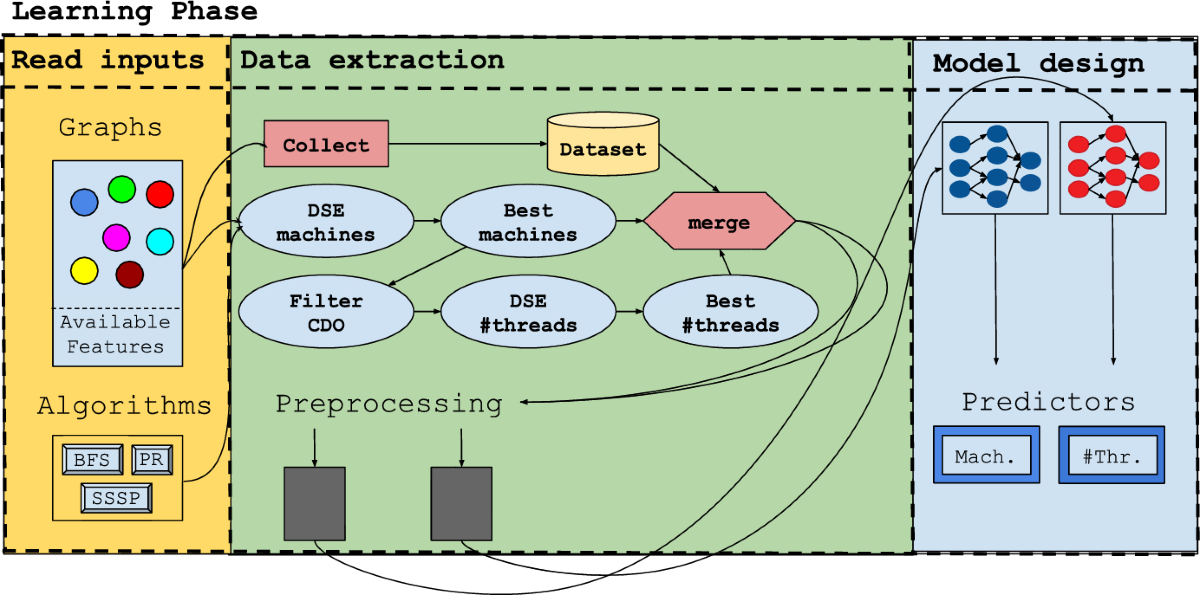 Learning Phase
Read inputs
Data extraction
Model design
Graphs
Available
Features
Algorithms
BFS
PR
SSSP
Collect
Dataset
DSE
machines
Best
machines
merge
Filter
CDO
DSE
#threads
Best
#threads
Preprocessing
Predictors
Mach.
#Thr.